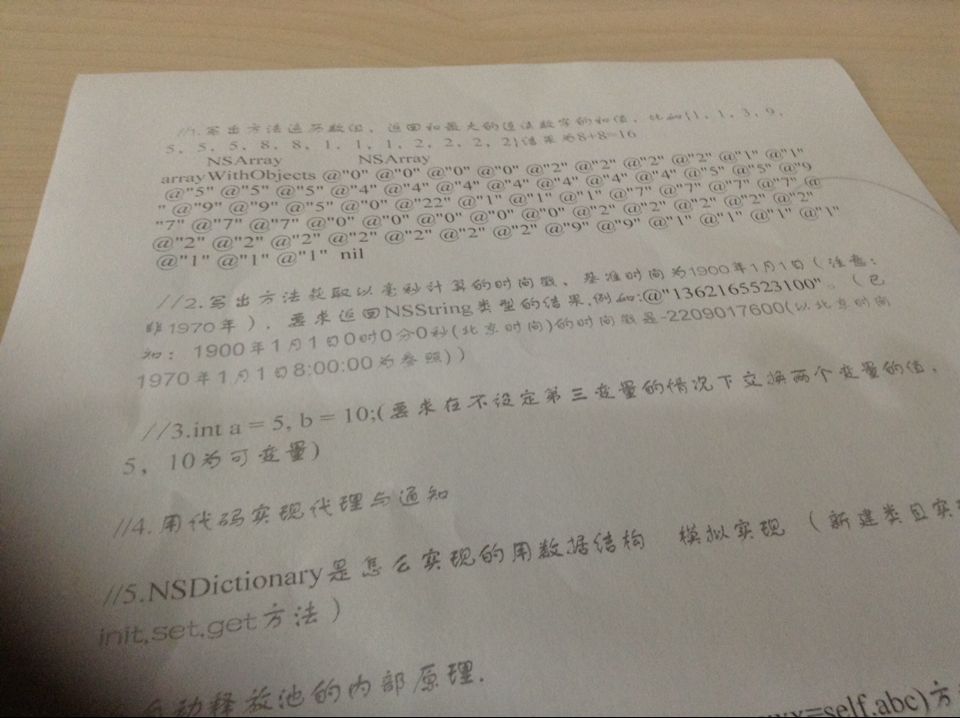 //1.写出方法遍历数组，返回和最大的连续数字的和值，比如{1，1，3，9，
5，5，5，8，8，1，1，1，2，2，2，2}结果为8+8=16
NSArray NSArray
arrayWithObjects @"0" @"0" @"0" @"0" @"2" @"2" @"2" @"2" @"1" @"1"
@"5" @"5" @"5" @"4" @"4" @"4" @"4" @"4" @"4" @"4" @"5" @"5" @"9
" @"9" @"9" @"5" @"0" @"22" @"1" @"1" @"1" @"7" @"7" @"7" @"7" @
"7" @"7" @"7" @"0" @"0" @"0" @"0" @"0" @"2" @"2" @"2" @"2" @"2"
@"2" @"2" @"2" @"2" @"2" @"2" @"2" @"9" @"9" @"1" @"1" @"1" @"1"
@"1" @"1" @"1" nil
//2.写出方法获取以毫秒计算的时间戳，基准时间为1900年1月1日（注意：
非1970年），要求返回NSString类型的结果,例如:@"1362165523100"。（已
知：1900年1月1日0时0分0秒(北京时间)的时间戳是-2209017600(以北京时间
1970年1月1日8:00:00为参照)）
//3.int a = 5, b = 10;(要求在不设定第三变量的情况下交换两个变量的值，
5，10为可变量)
//4.用代码实现代理与通知
//5.NSDictionary是怎么实现的用数据结构 模拟实现 （新建类且实现
init,set,get方法）
自动释放池的内部原理.
=self.abc)方